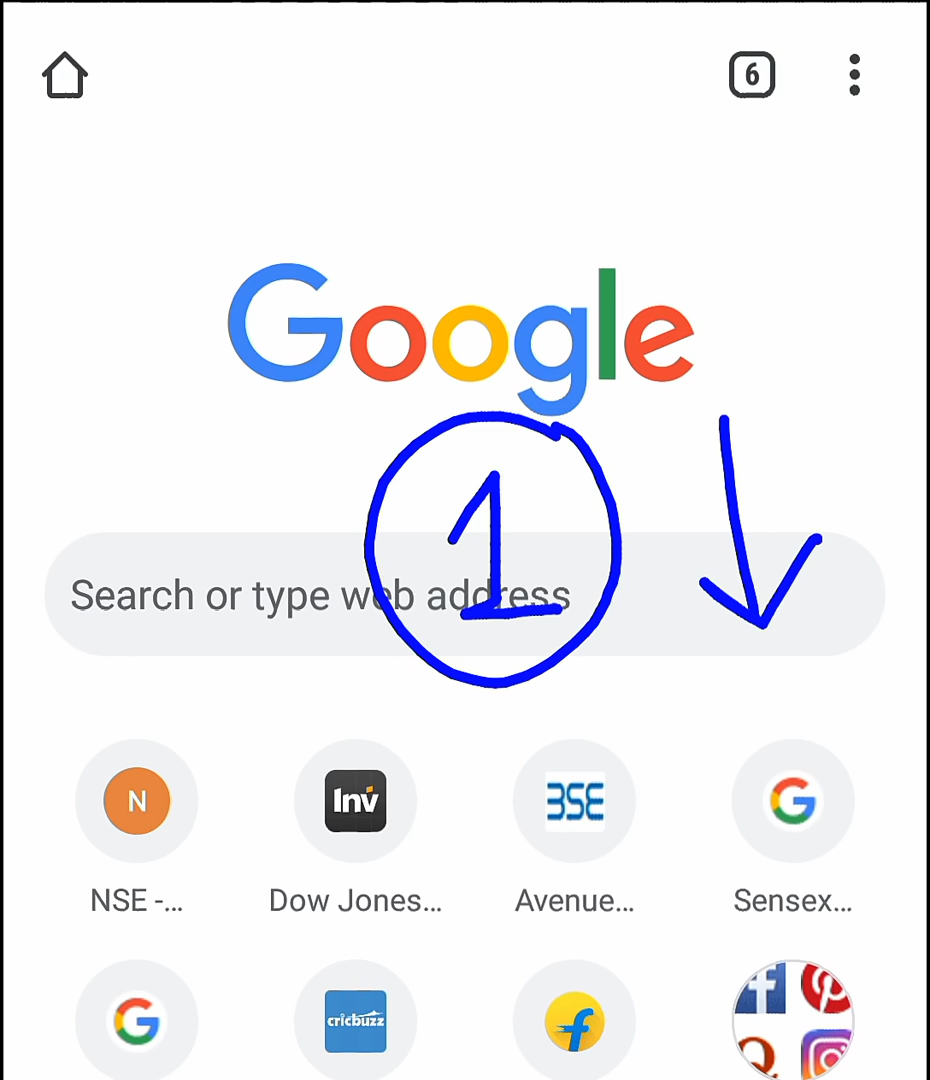 6
Google
1
Search or type web address
N
Inv
BSE
G
NSE -...
Dow Jones...
Avenue...
Sensex...
G
cricbuzz
f
f
Q